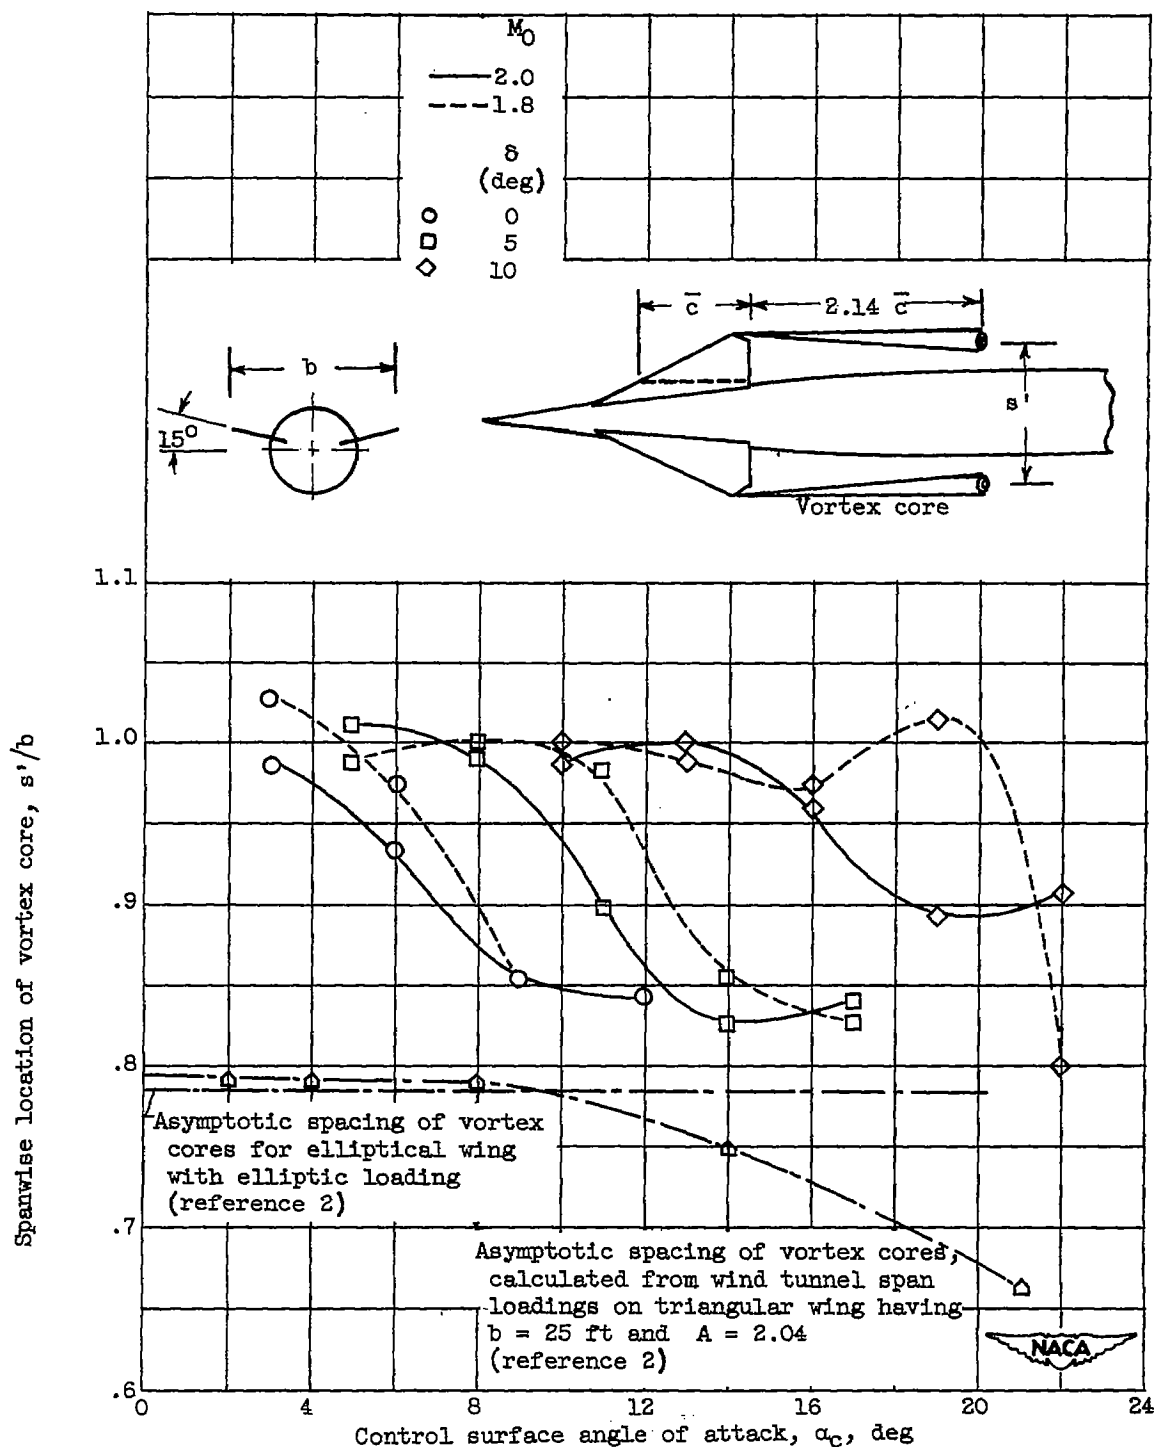 M0
2.0
1.8
δ
(deg)
0
5
10
c̄
2.14 c̄
b
s
15°
Vortex core
1.1
1.0
.9
.8
.7
.6
Spanwise location of vortex core, s'/b
Asymptotic spacing of vortex
cores for elliptical wing
with elliptic loading
(reference 2)
Asymptotic spacing of vortex cores,
calculated from wind tunnel span
loadings on triangular wing having
b = 25 ft and A = 2.04
(reference 2)
NACA
0 4 8 12 16 20 24
Control surface angle of attack, αc, deg